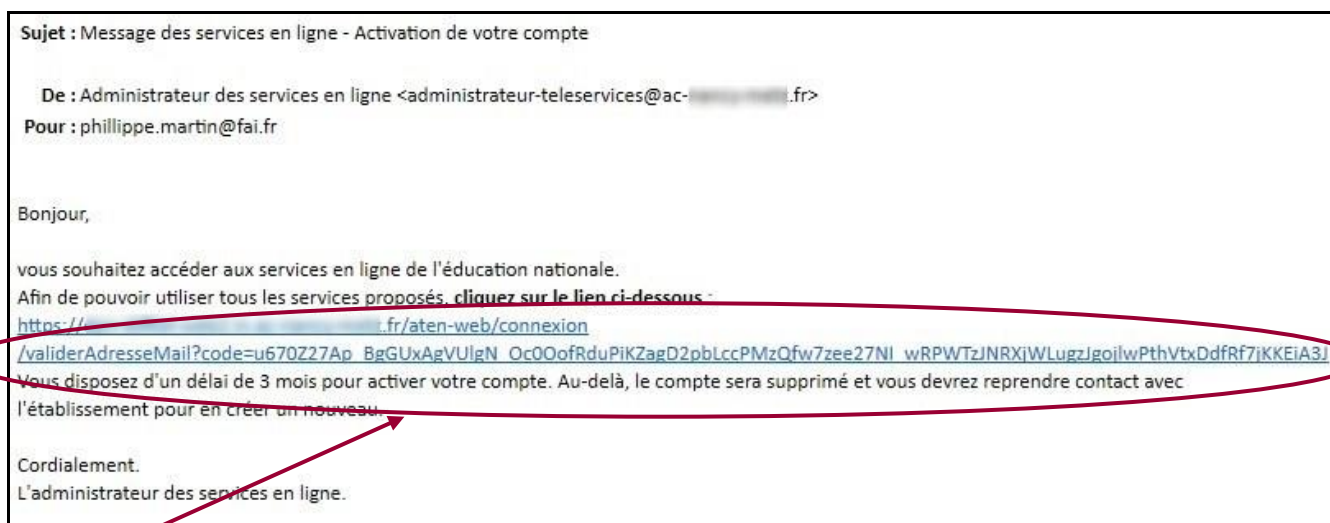 Sujet : Message des services en ligne - Activation de votre compte
De : Administrateur des services en ligne <administrateur-teleservices@ac- .fr>
Pour : phillippe.martin@fai.fr
Bonjour,
vous souhaitez accéder aux services en ligne de l'éducation nationale.
Afin de pouvoir utiliser tous les services proposés, cliquez sur le lien ci-dessous :
https:// .fr/aten-web/connexion
/validerAdresseMail?code=u670Z27Ap_BgGUxAgVUlgN_Oc0OofRduPiKZagD2pbLccPMzQfw7zee27NI_wRPWTzJNRXjWLugzJgojlwPthVtxDdfRf7jKKEiA3J
Vous disposez d'un délai de 3 mois pour activer votre compte. Au-delà, le compte sera supprimé et vous devrez reprendre contact avec
l'établissement pour en créer un nouveau.
Cordialement.
L'administrateur des services en ligne.